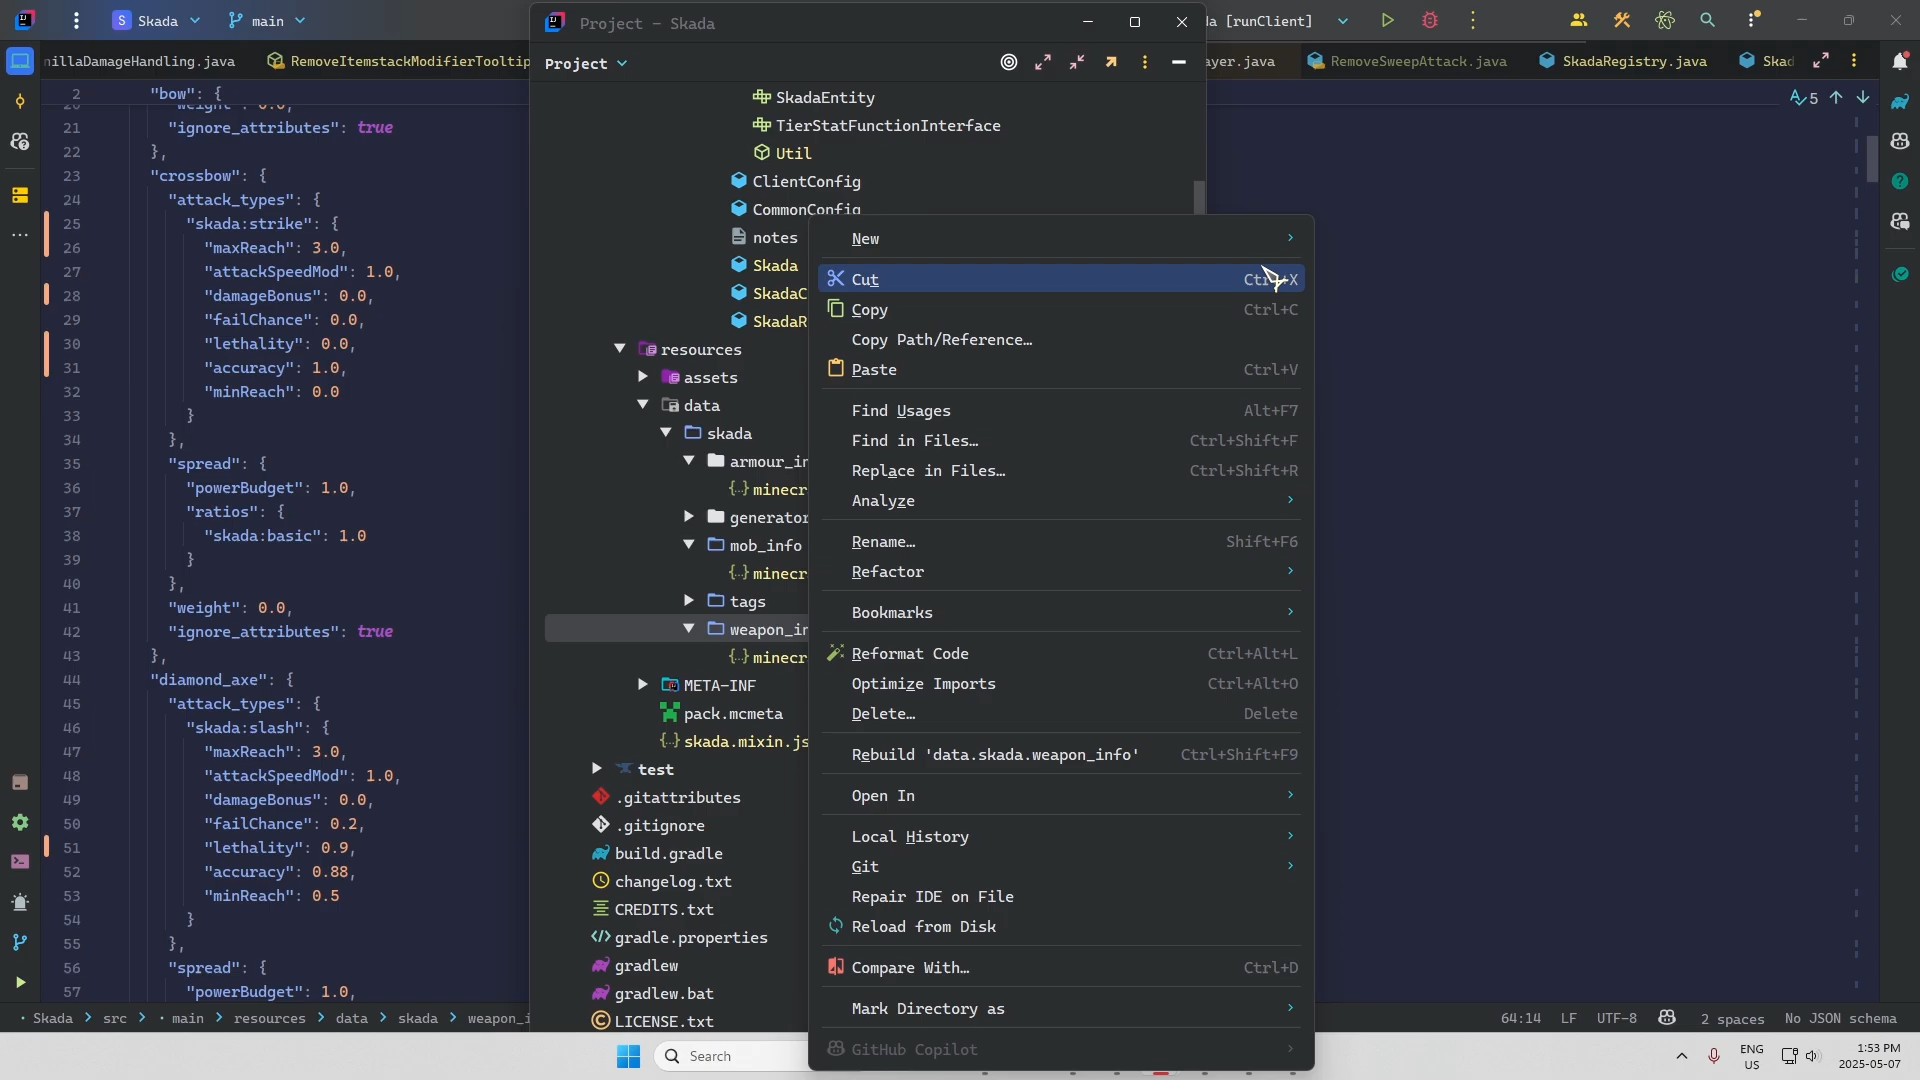 S Skada
main
Project – Skada
[runClient]
illaDamageHandling.java
RemoveItemstackModifierTooltip
ayer.java
RemoveSweepAttack.java
SkadaRegistry.java
Skad
Project
5
2 "bow": {
21 "ignore_attributes": true
22 },
23 "crossbow": {
24 "attack_types": {
25 "skada:strike": {
26 "maxReach": 3.0,
27 "attackSpeedMod": 1.0,
28 "damageBonus": 0.0,
29 "failChance": 0.0,
30 "lethality": 0.0,
31 "accuracy": 1.0,
32 "minReach": 0.0
33 }
34 },
35 "spread": {
36 "powerBudget": 1.0,
37 "ratios": {
38 "skada:basic": 1.0
39 }
40 },
41 "weight": 0.0,
42 "ignore_attributes": true
43 },
44 "diamond_axe": {
45 "attack_types": {
46 "skada:slash": {
47 "maxReach": 3.0,
48 "attackSpeedMod": 1.0,
49 "damageBonus": 0.0,
50 "failChance": 0.2,
51 "lethality": 0.9,
52 "accuracy": 0.88,
53 "minReach": 0.5
54 }
55 },
56 "spread": {
57 "powerBudget": 1.0,
SkadaEntity
TierStatFunctionInterface
Util
ClientConfig
CommonConfig
notes
Skada
SkadaC
SkadaR
resources
assets
data
skada
armour_in
minecr
generator
mob_info
minecr
tags
weapon_in
minecr
META-INF
pack.mcmeta
skada.mixin.js
test
.gitattributes
.gitignore
build.gradle
changelog.txt
CREDITS.txt
gradle.properties
gradlew
gradlew.bat
LICENSE.txt
New
Cut Ctrl+X
Copy Ctrl+C
Copy Path/Reference…
Paste Ctrl+V
Find Usages Alt+F7
Find in Files… Ctrl+Shift+F
Replace in Files… Ctrl+Shift+R
Analyze
Rename… Shift+F6
Refactor
Bookmarks
Reformat Code Ctrl+Alt+L
Optimize Imports Ctrl+Alt+O
Delete… Delete
Rebuild 'data.skada.weapon_info' Ctrl+Shift+F9
Open In
Local History
Git
Repair IDE on File
Reload from Disk
Compare With… Ctrl+D
Mark Directory as
GitHub Copilot
Skada > src > main > resources > data > skada > weapon_i
64:14 LF UTF-8 2 spaces No JSON schema
Search
ENG
US
1:53 PM
2025-05-07